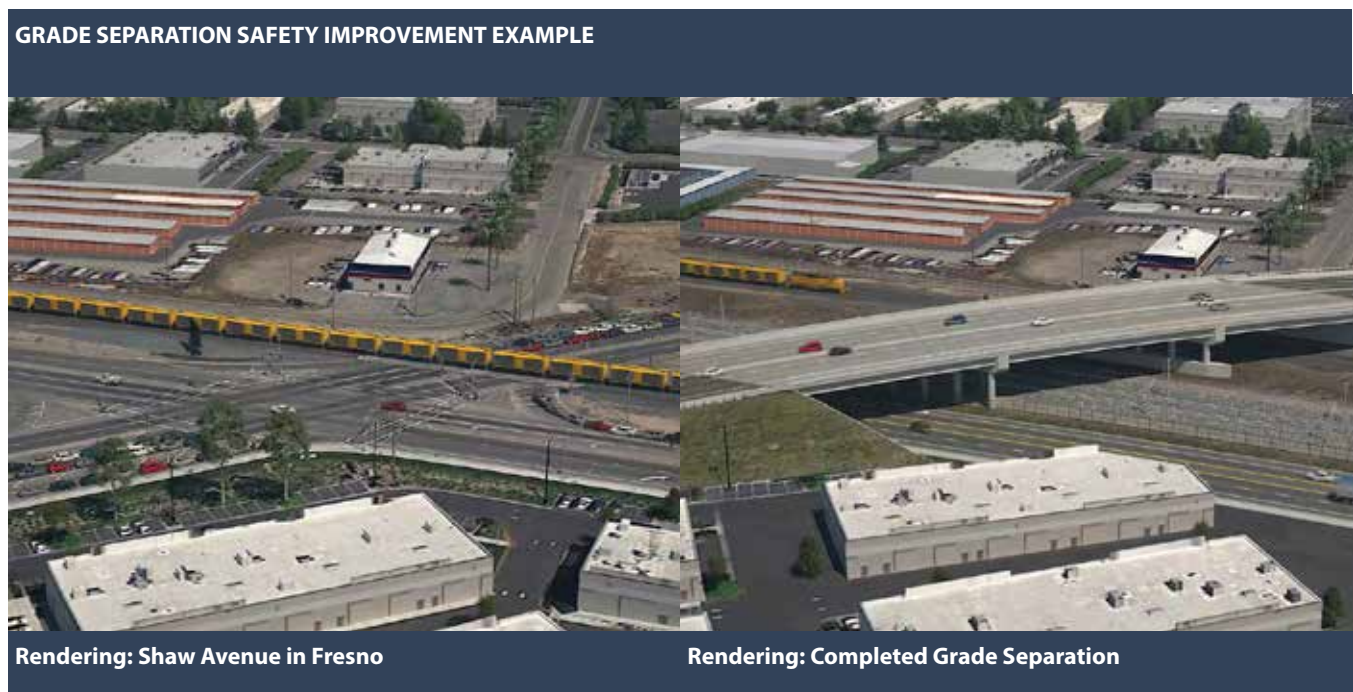 GRADE SEPARATION SAFETY IMPROVEMENT EXAMPLE
Rendering: Shaw Avenue in Fresno
Rendering: Completed Grade Separation